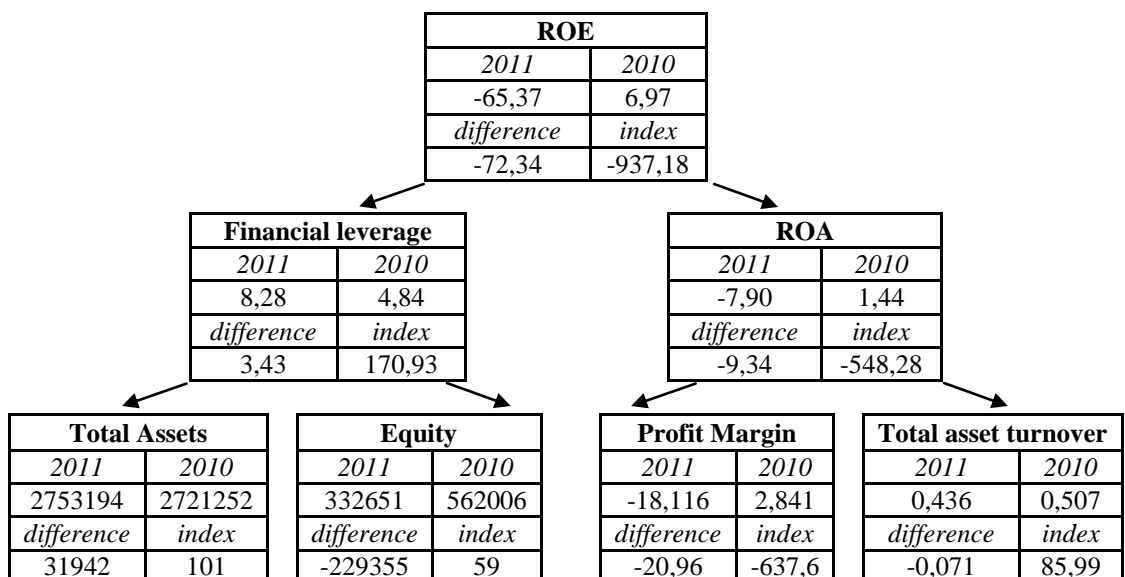 ROE
2011 2010
-65,37 6,97
difference index
-72,34 -937,18
Financial leverage
2011 2010
8,28 4,84
difference index
3,43 170,93
ROA
2011 2010
-7,90 1,44
difference index
-9,34 -548,28
Total Assets
2011 2010
2753194 2721252
difference index
31942 101
Equity
2011 2010
332651 562006
difference index
-229355 59
Profit Margin
2011 2010
-18,116 2,841
difference index
-20,96 -637,6
Total asset turnover
2011 2010
0,436 0,507
difference index
-0,071 85,99